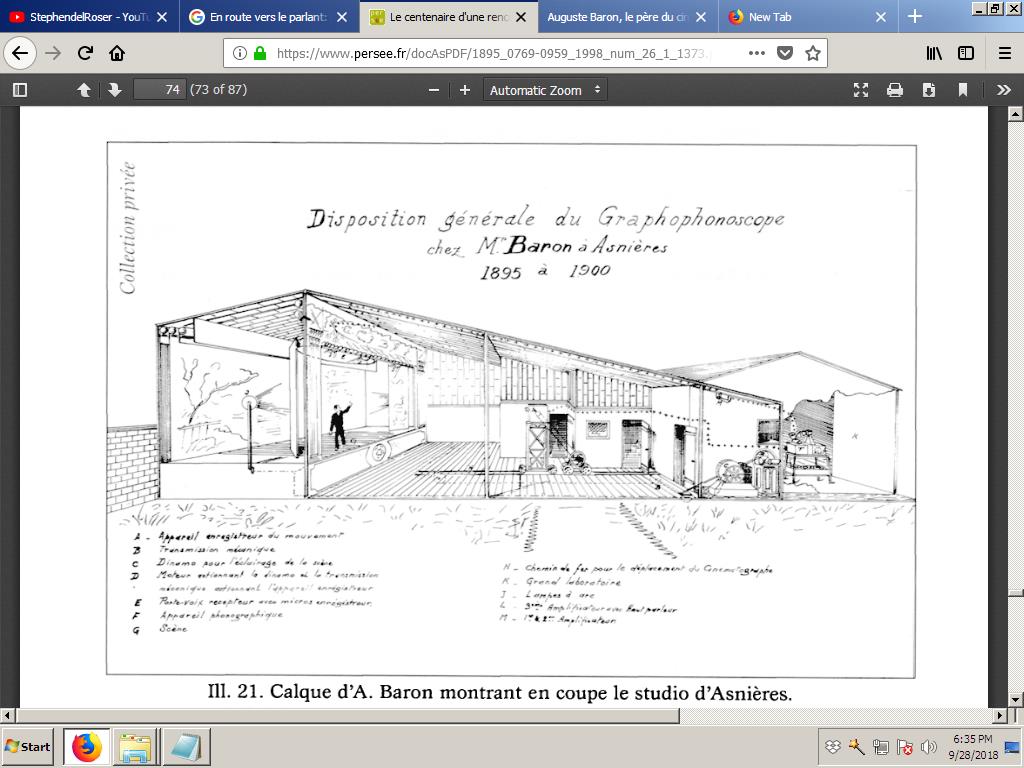 StephendelRoser - YouTu
En route vers le parlant:
Le centenaire d'une renc
Auguste Baron, le père du cin
New Tab
https://www.persee.fr/docAsPDF/1895_0769-0959_1998_num_26_1_1373.p
74 (73 of 87)
Automatic Zoom
Collection privée
Disposition générale du Graphophonoscope
chez Mr Baron à Asnières
1895 à 1900
A - Appareil enregistreur du mouvement
B Transmission mécanique
C Dinamo pour l'éclairage de la scène
D Moteur actionnant la dinamo et la transmission
mécanique actionnant l'appareil enregistreur
E Porte-voix recepteur avec micros enregistreur
F Appareil phonographique
G Scène
H - Chemin de fer pour le déplacement du Cinematographe
K - Grand laboratoire
J - Lampes à arc
L - 3eme Amplificateur avec Haut parleur
M - 1er & 2eme Amplificateur
Ill. 21. Calque d'A. Baron montrant en coupe le studio d'Asnières.
Start
6:35 PM
9/28/2018